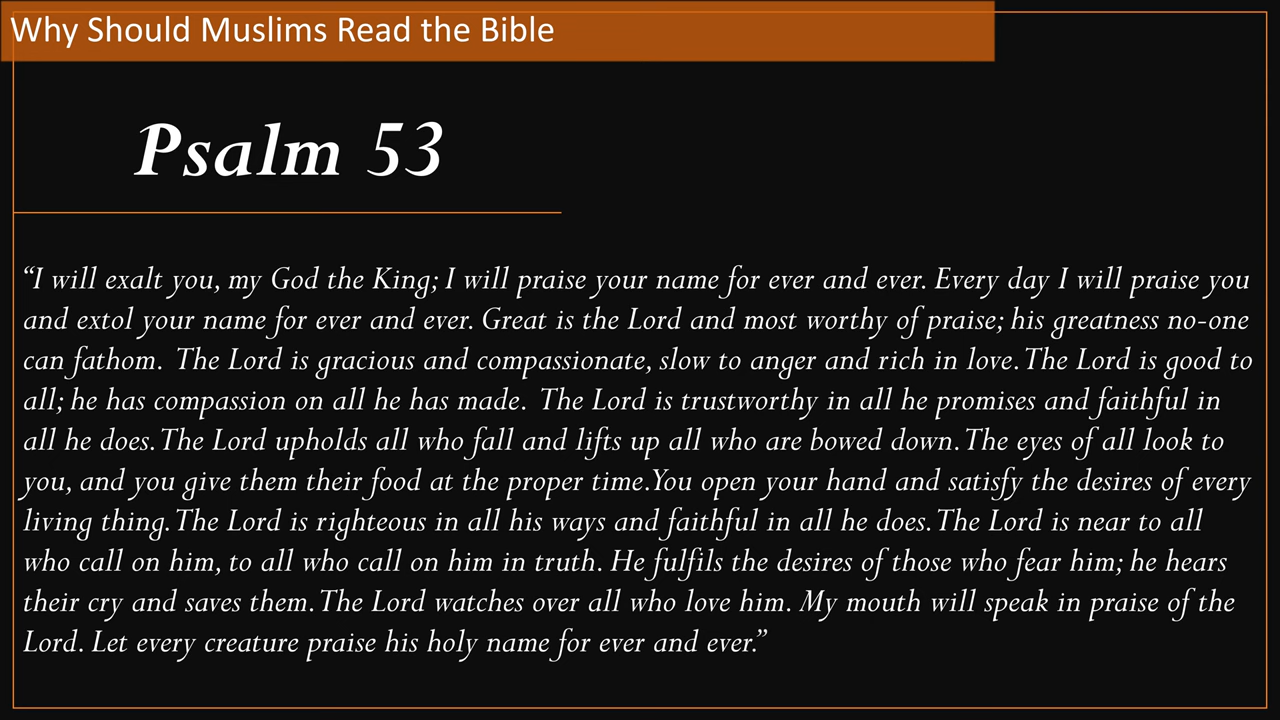 Why Should Muslims Read the Bible
Psalm 53
“I will exalt you, my God the King; I will praise your name for ever and ever. Every day I will praise you
and extol your name for ever and ever. Great is the Lord and most worthy of praise; his greatness no-one
can fathom. The Lord is gracious and compassionate, slow to anger and rich in love. The Lord is good to
all; he has compassion on all he has made. The Lord is trustworthy in all he promises and faithful in
all he does. The Lord upholds all who fall and lifts up all who are bowed down. The eyes of all look to
you, and you give them their food at the proper time. You open your hand and satisfy the desires of every
living thing. The Lord is righteous in all his ways and faithful in all he does. The Lord is near to all
who call on him, to all who call on him in truth. He fulfils the desires of those who fear him; he hears
their cry and saves them. The Lord watches over all who love him. My mouth will speak in praise of the
Lord. Let every creature praise his holy name for ever and ever.”